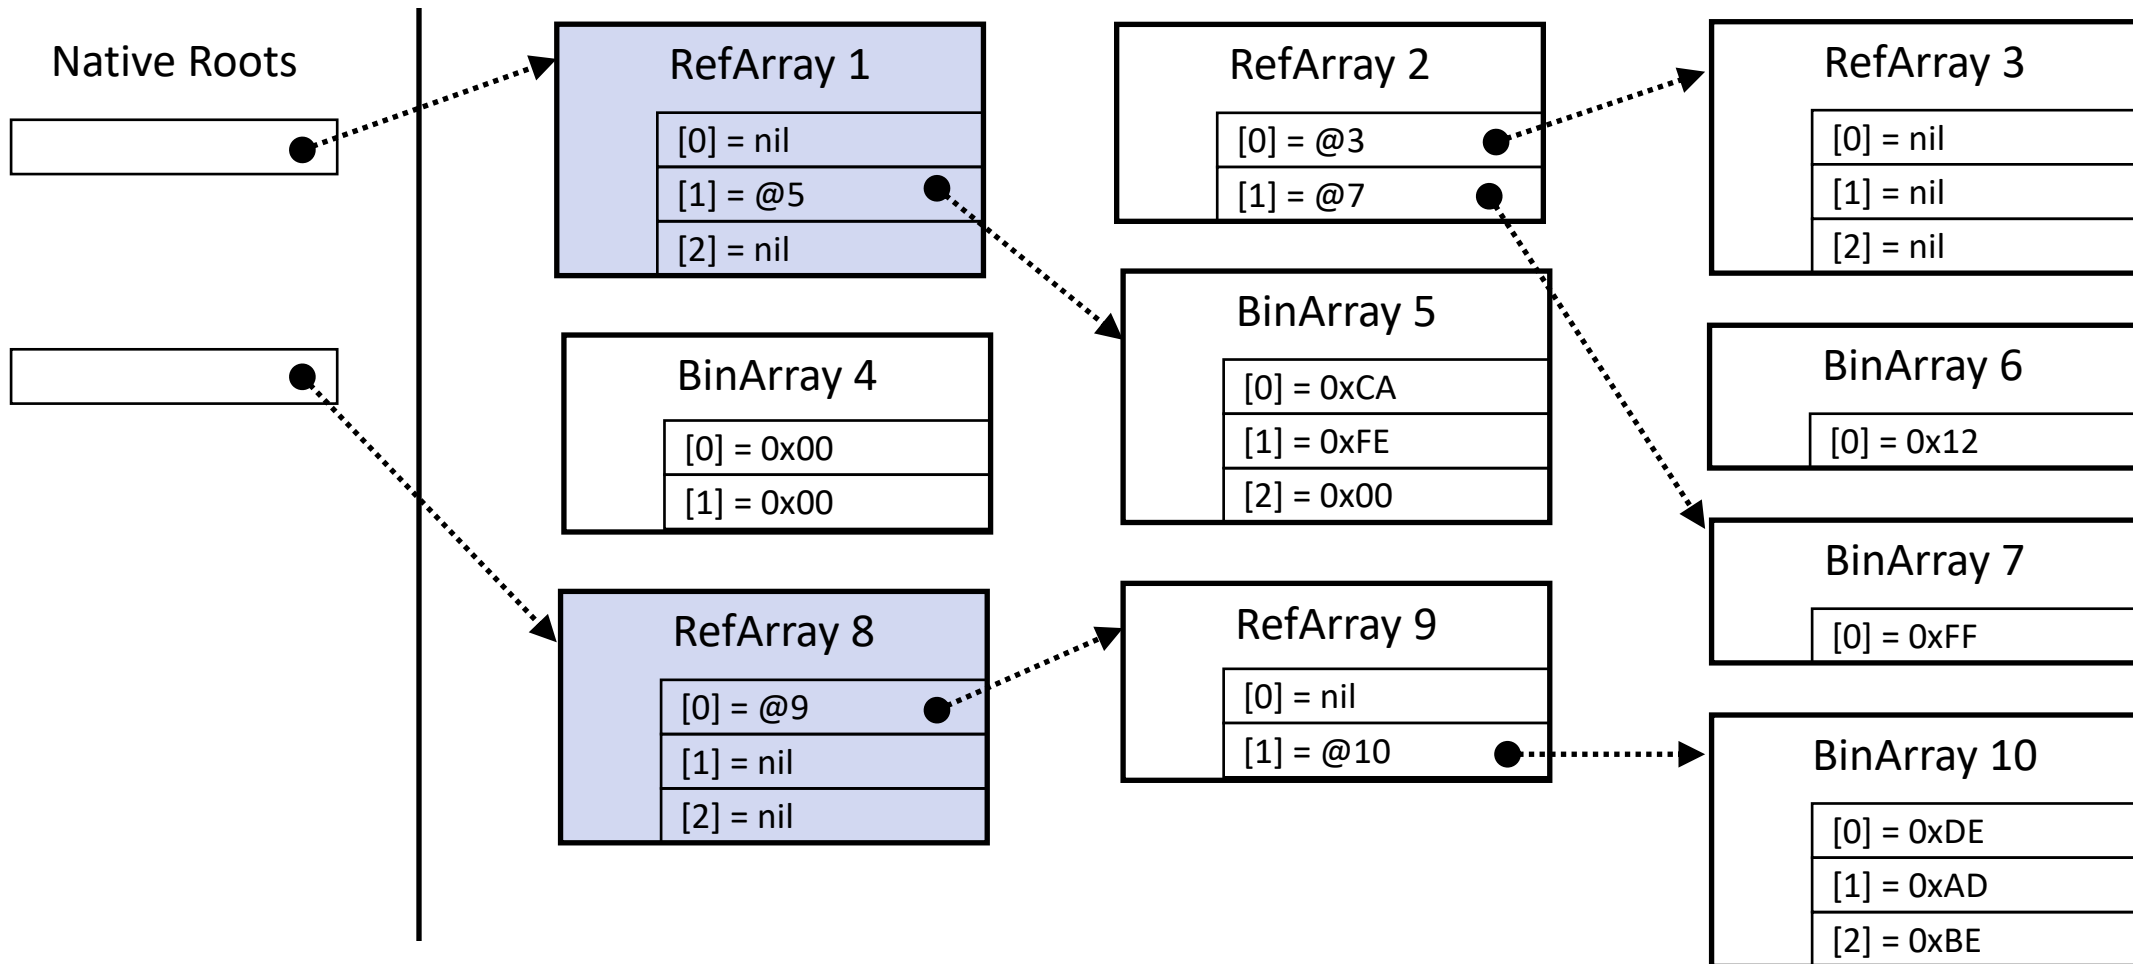 Native Roots
RefArray 1
[0] = nil
[1] = @5
[2] = nil
RefArray 2
[0] = @3
[1] = @7
RefArray 3
[0] = nil
[1] = nil
[2] = nil
BinArray 4
[0] = 0x00
[1] = 0x00
BinArray 5
[0] = 0xCA
[1] = 0xFE
[2] = 0x00
BinArray 6
[0] = 0x12
BinArray 7
[0] = 0xFF
RefArray 8
[0] = @9
[1] = nil
[2] = nil
RefArray 9
[0] = nil
[1] = @10
BinArray 10
[0] = 0xDE
[1] = 0xAD
[2] = 0xBE